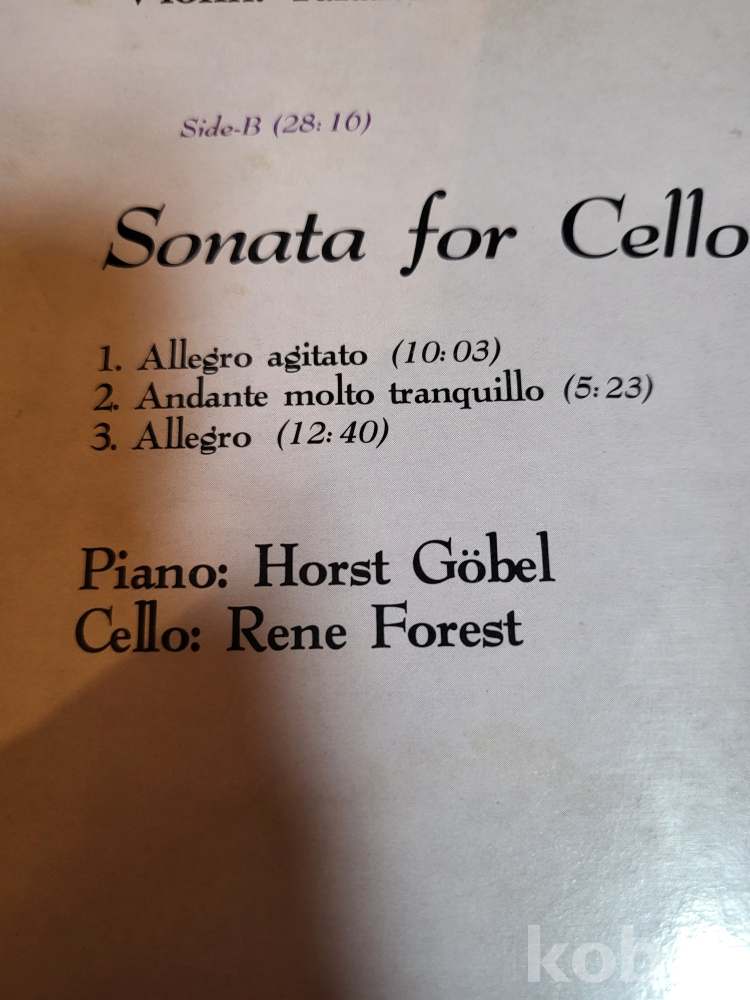 Violin:
Side-B (28:16)
Sonata for Cello
1. Allegro agitato (10:03)
2. Andante molto tranquillo (5:23)
3. Allegro (12:40)
Piano: Horst Göbel
Cello: Rene Forest